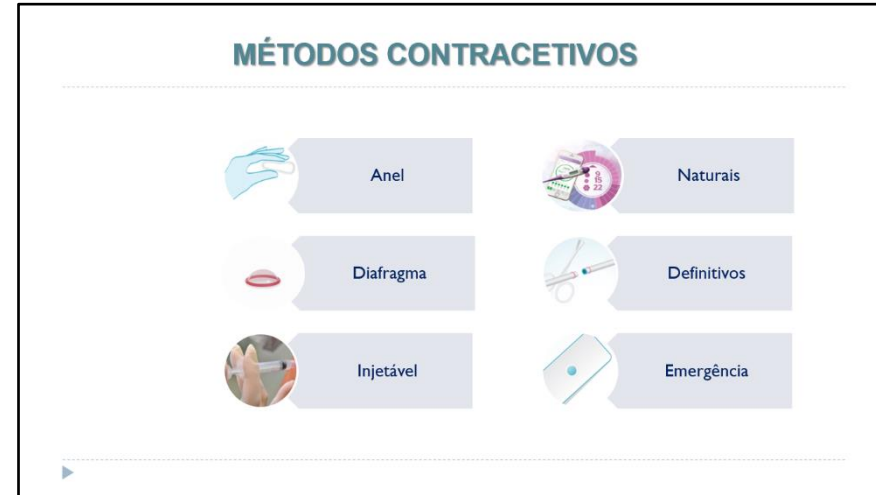 MÉTODOS CONTRACETIVOS
Anel
Naturais
Diafragma
Definitivos
Injetável
Emergência